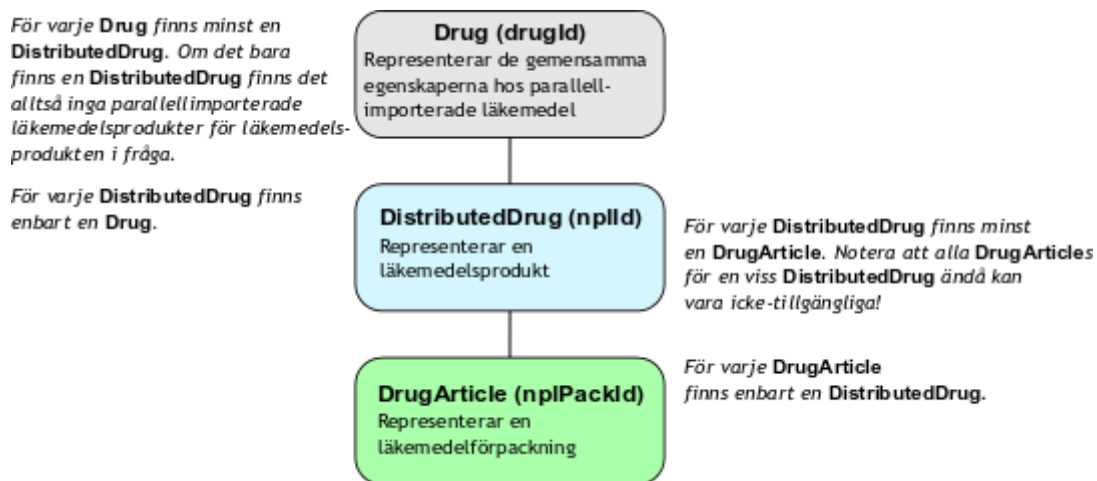 För varje Drug finns minst en
DistributedDrug. Om det bara
finns en DistributedDrug finns det
alltså inga parallellimporterade
läkemedelsprodukter för läkemedels-
produkten i fråga.
För varje DistributedDrug finns
enbart en Drug.
Drug (drugId)
Representerar de gemensamma
egenskaperna hos parallell-
importerade läkemedel
DistributedDrug (nplId)
Representerar en
läkemedelsprodukt
För varje DistributedDrug finns minst
en DrugArticle. Notera att alla DrugArticles
för en viss DistributedDrug ändå kan
vara icke-tillgängliga!
DrugArticle (nplPackId)
Representerar en
läkemedelförpackning
För varje DrugArticle
finns enbart en DistributedDrug.